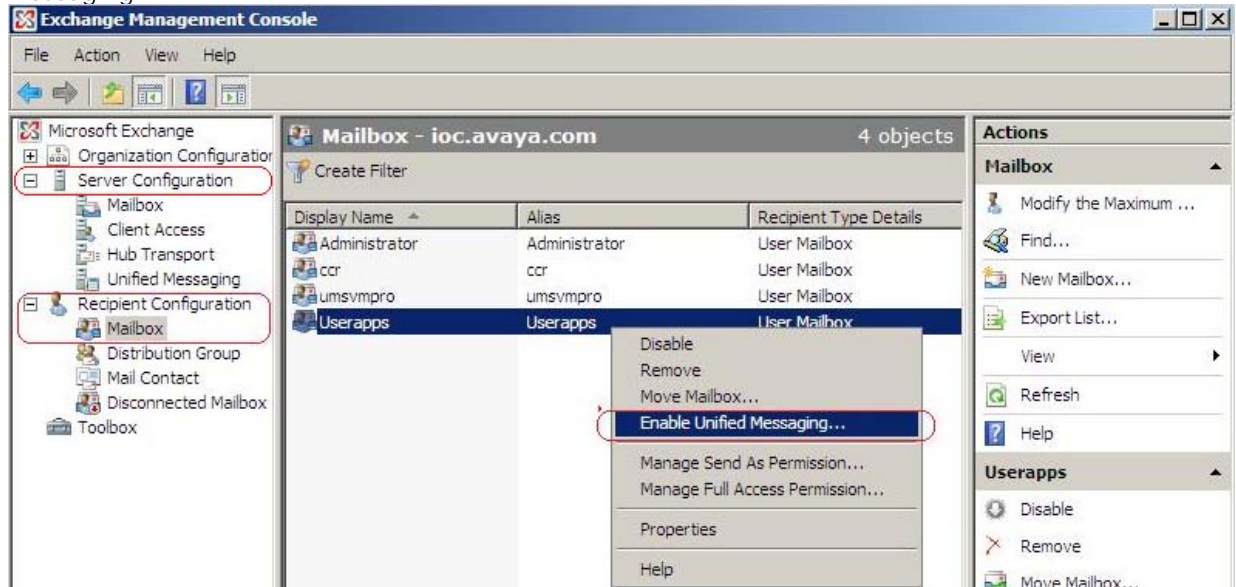 Exchange Management Console
File Action View Help
Microsoft Exchange
Organization Configuration
Server Configuration
Mailbox
Client Access
Hub Transport
Unified Messaging
Recipient Configuration
Mailbox
Distribution Group
Mail Contact
Disconnected Mailbox
Toolbox
Mailbox - ioc.avaya.com 4 objects
Create Filter
Display Name Alias Recipient Type Details
Administrator Administrator User Mailbox
ccr ccr User Mailbox
umsvmpro umsvmpro User Mailbox
Userapps Userapps User Mailbox
Disable
Remove
Move Mailbox...
Enable Unified Messaging...
Manage Send As Permission...
Manage Full Access Permission...
Properties
Help
Actions
Mailbox
Modify the Maximum ...
Find...
New Mailbox...
Export List...
View
Refresh
Help
Userapps
Disable
Remove
Move Mailbox...